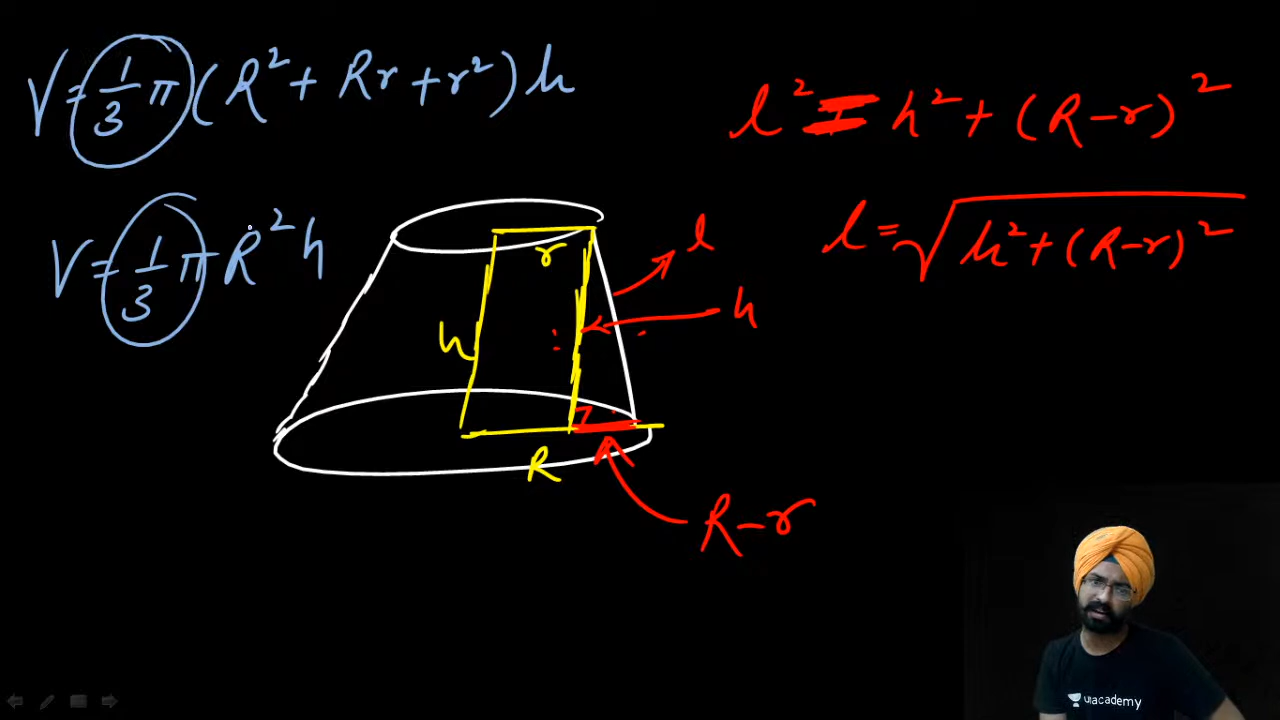 V = 1/3 π (R² + Rr + r²) h
V = 1/3 π R² h
l² = h² + (R-r)²
l = √(h² + (R-r)²)
r
l
h
h
R
R-r
unacademy